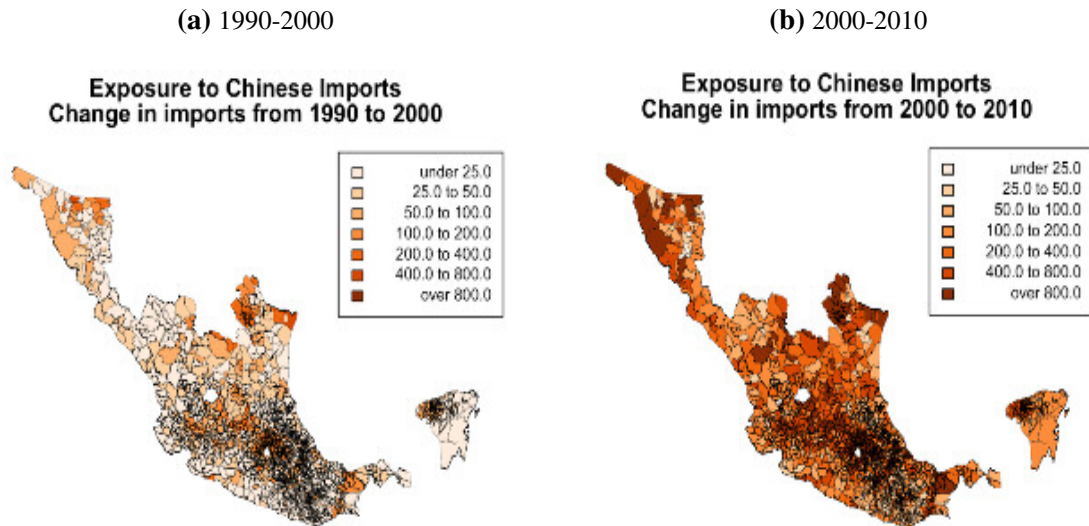 (a) 1990-2000
Exposure to Chinese Imports
Change in imports from 1990 to 2000
under 25.0
25.0 to 50.0
50.0 to 100.0
100.0 to 200.0
200.0 to 400.0
400.0 to 800.0
over 800.0
(b) 2000-2010
Exposure to Chinese Imports
Change in imports from 2000 to 2010
under 25.0
25.0 to 50.0
50.0 to 100.0
100.0 to 200.0
200.0 to 400.0
400.0 to 800.0
over 800.0